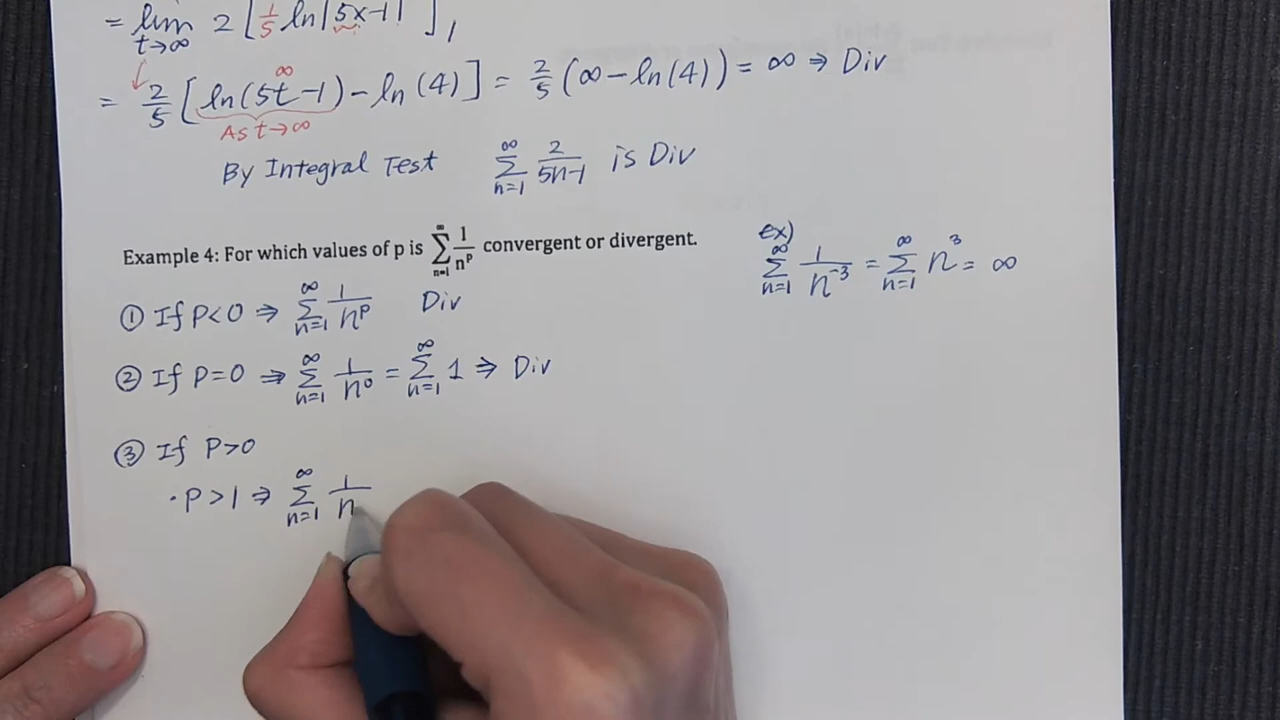 = lim t→∞ 2 [ 1/5 ln|5x-1| ] 1
= 2/5 [ ln(5t-1) - ln(4) ] = 2/5 (∞ - ln(4)) = ∞ ⇒ Div
∞
As t→∞
By Integral Test ∞ Σ n=1 2/5n-1 is Div
Example 4: For which values of p is ∞ Σ n=1 1/n^p convergent or divergent.
ex)
∞ Σ n=1 1/n^-3 = ∞ Σ n=1 n^3 = ∞
① If P<0 ⇒ ∞ Σ n=1 1/n^p Div
② If P=0 ⇒ ∞ Σ n=1 1/n^0 = ∞ Σ n=1 1 ⇒ Div
③ If P>0
· P>1 ⇒ ∞ Σ n=1 1/n